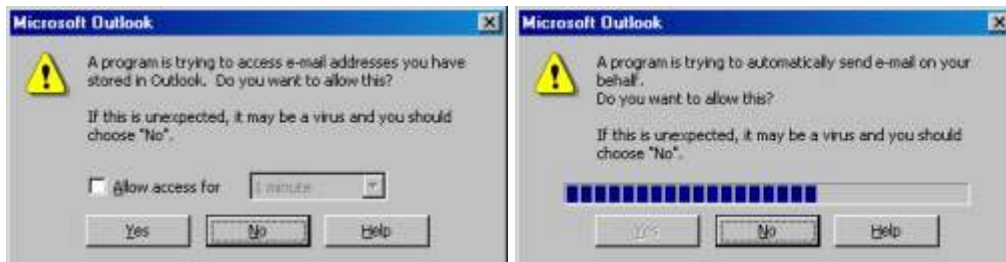 Microsoft Outlook
A program is trying to access e-mail addresses you have
stored in Outlook. Do you want to allow this?
If this is unexpected, it may be a virus and you should
choose "No".
Allow access for
1 minute
Yes
No
Help
Microsoft Outlook
A program is trying to automatically send e-mail on your
behalf.
Do you want to allow this?
If this is unexpected, it may be a virus and you should
choose "No".
Yes
No
Help